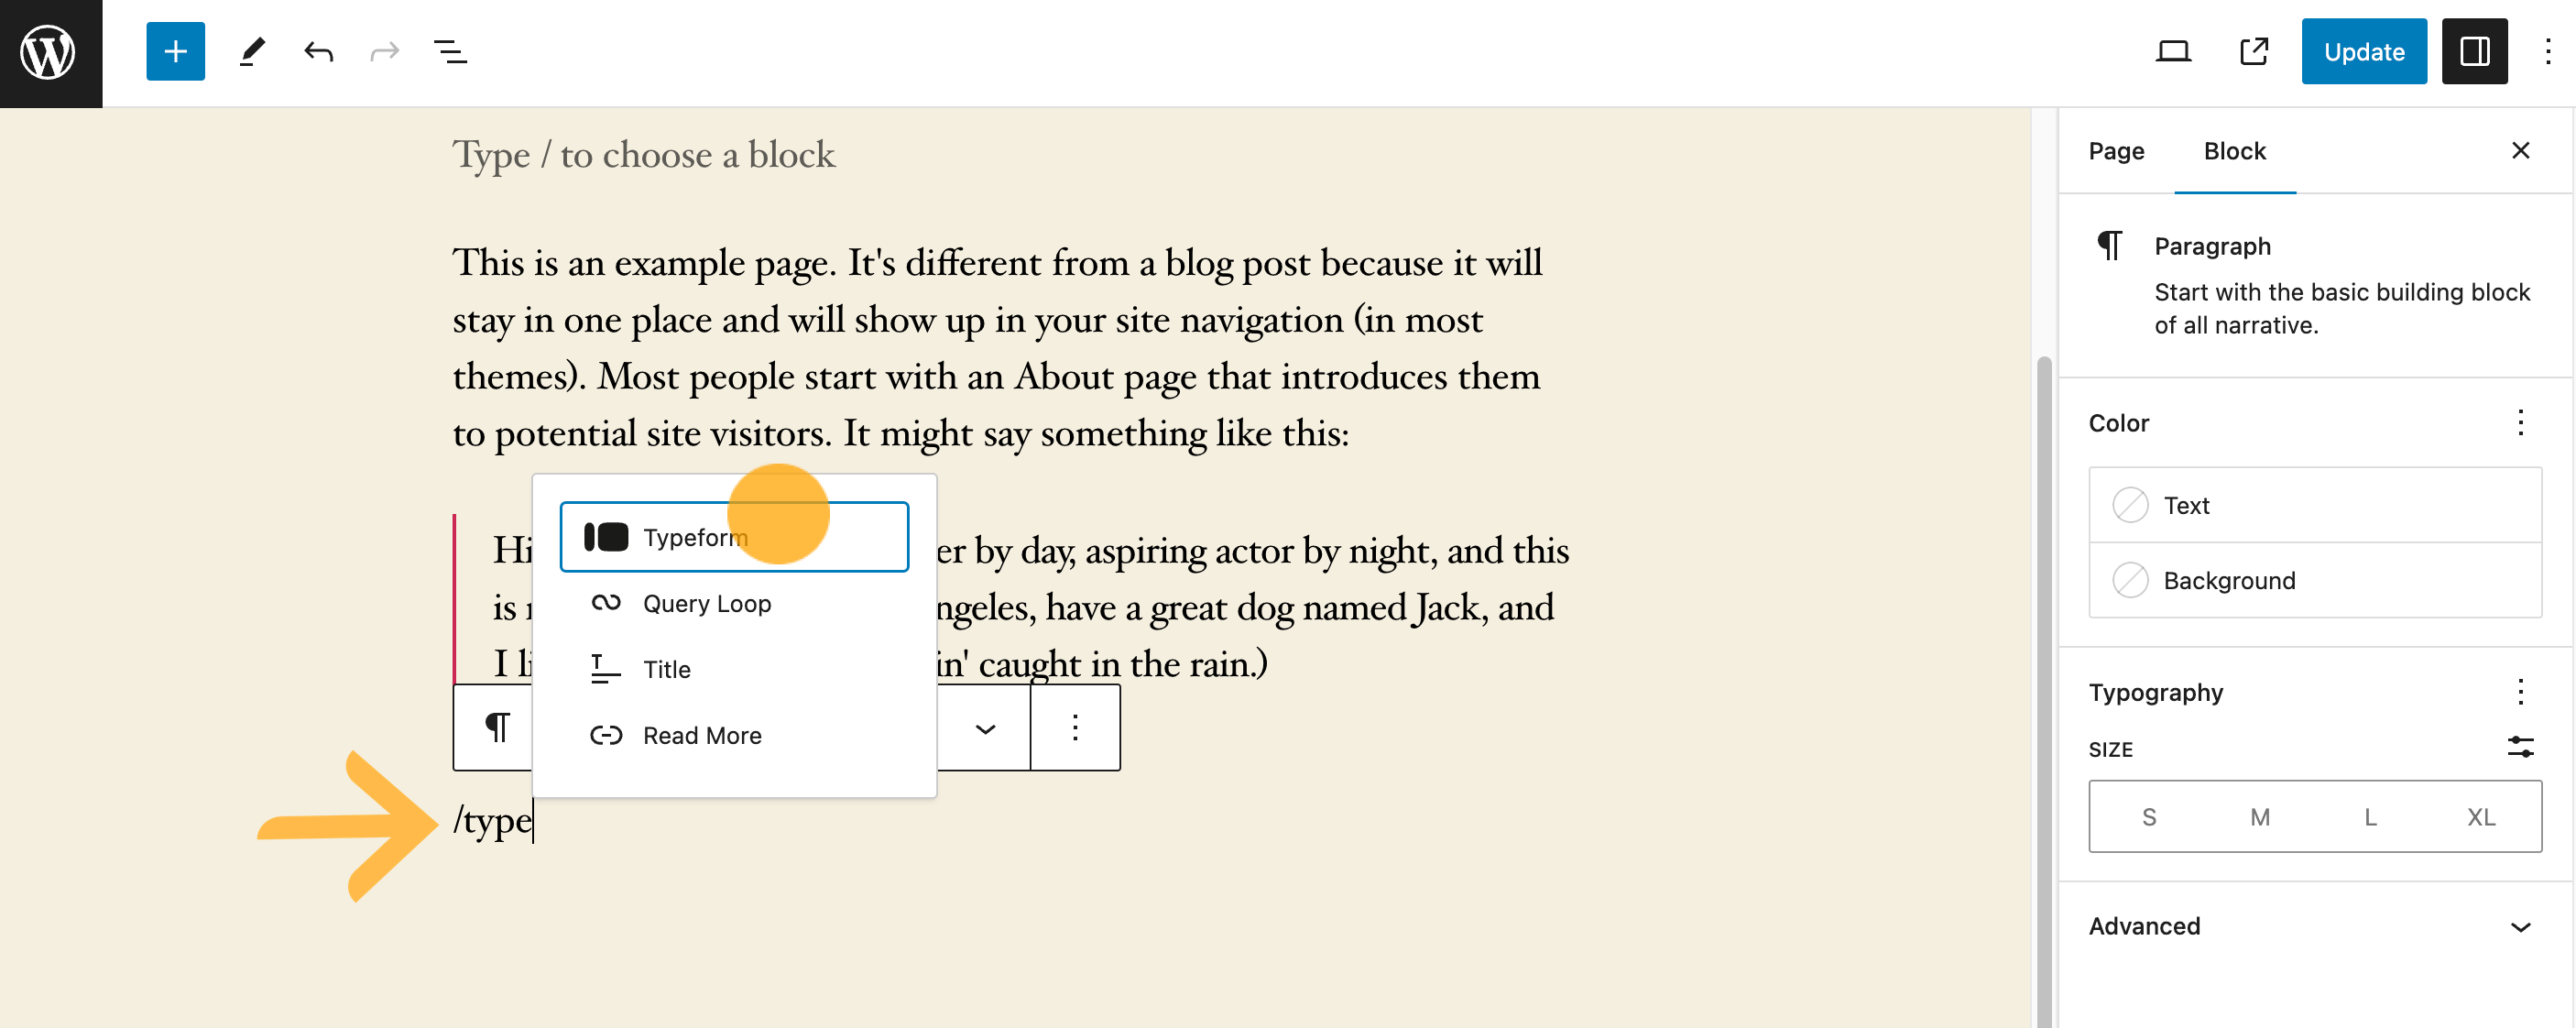 Update
Type / to choose a block
This is an example page. It's different from a blog post because it will
stay in one place and will show up in your site navigation (in most
themes). Most people start with an About page that introduces them
to potential site visitors. It might say something like this:
Typeform
Query Loop
Title
Read More
Hi er by day, aspiring actor by night, and this
is ngeles, have a great dog named Jack, and
I li in' caught in the rain.)
/type
Page Block
Paragraph
Start with the basic building block
of all narrative.
Color
Text
Background
Typography
SIZE
S M L XL
Advanced